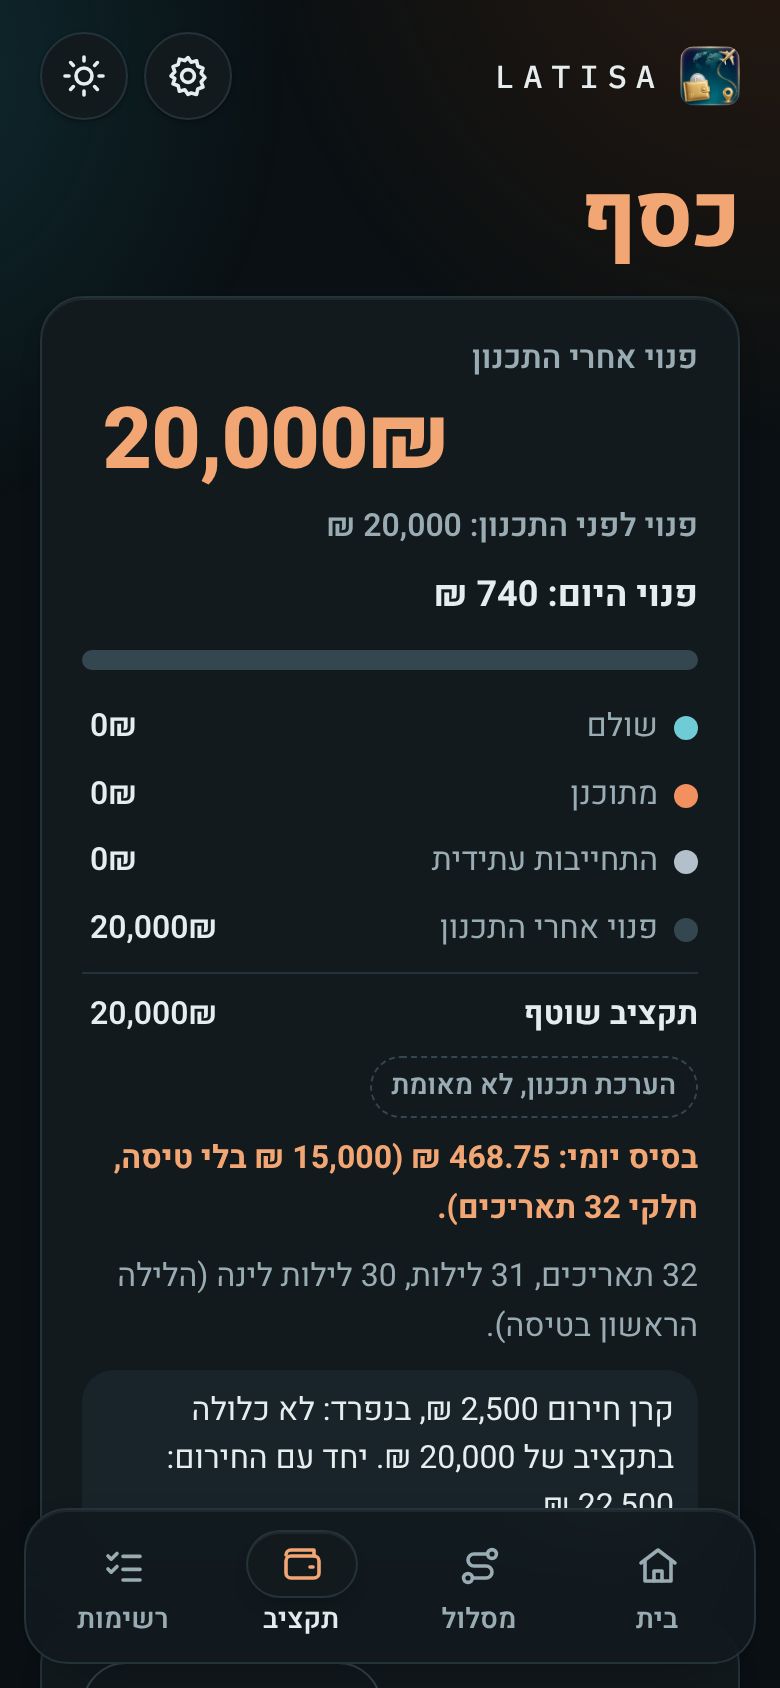 LATISA
כסף
פנוי אחרי התכנון
20,000₪
פנוי לפני התכנון: 20,000 ₪
פנוי היום: 740 ₪
שולם 0₪
מתוכנן 0₪
התחייבות עתידית 0₪
פנוי אחרי התכנון 20,000₪
תקציב שוטף 20,000₪
הערכת תכנון, לא מאומת
בסיס יומי: 468.75 ₪ (15,000 ₪ בלי טיסה,
חלקי 32 תאריכים).
32 תאריכים, 31 לילות, 30 לילות לינה (הלילה
הראשון בטיסה).
קרן חירום 2,500 ₪, בנפרד: לא כלולה
בתקציב של 20,000 ₪. יחד עם החירום:
22,500 ₪
בית
מסלול
תקציב
רשימות